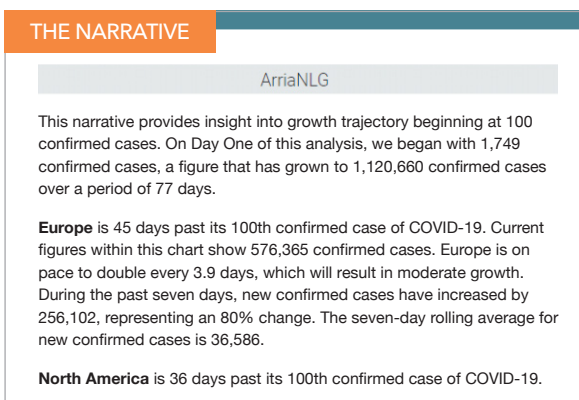 THE NARRATIVE
ArriaNLG
This narrative provides insight into growth trajectory beginning at 100
confirmed cases. On Day One of this analysis, we began with 1,749
confirmed cases, a figure that has grown to 1,120,660 confirmed cases
over a period of 77 days.
Europe is 45 days past its 100th confirmed case of COVID-19. Current
figures within this chart show 576,365 confirmed cases. Europe is on
pace to double every 3.9 days, which will result in moderate growth.
During the past seven days, new confirmed cases have increased by
256,102, representing an 80% change. The seven-day rolling average for
new confirmed cases is 36,586.
North America is 36 days past its 100th confirmed case of COVID-19.